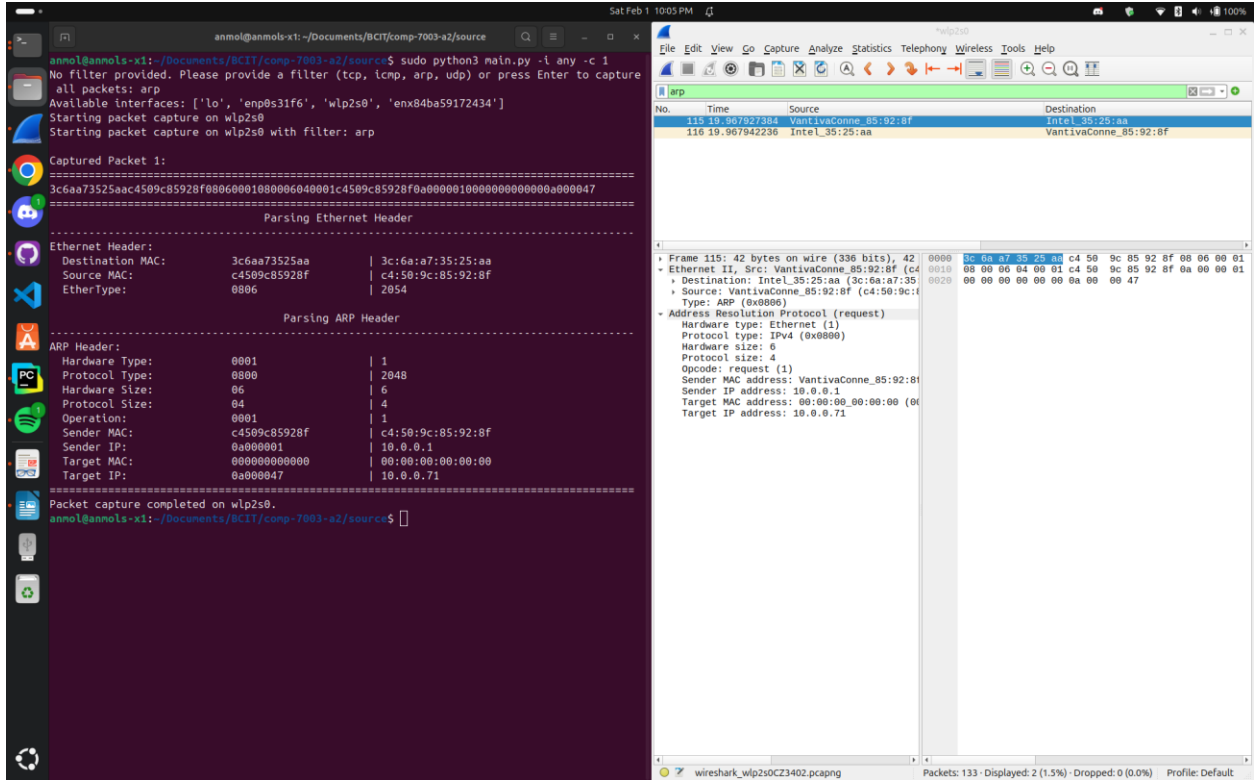 Sat Feb 1 10:05 PM
100%
anmol@anmols-x1: ~/Documents/BCIT/comp-7003-a2/source
anmol@anmols-x1:~/Documents/BCIT/comp-7003-a2/source$ sudo python3 main.py -i any -c 1
No filter provided. Please provide a filter (tcp, icmp, arp, udp) or press Enter to capture
all packets: arp
Available interfaces: ['lo', 'enp0s31f6', 'wlp2s0', 'enx84ba59172434']
Starting packet capture on wlp2s0
Starting packet capture on wlp2s0 with filter: arp
Captured Packet 1:
================================================================================
3c6aa73525aac4509c85928f08060001080006040001c4509c85928f0a0000010000000000000a000047
================================================================================
Parsing Ethernet Header
--------------------------------------------------------------------------------
Ethernet Header:
Destination MAC: 3c6aa73525aa | 3c:6a:a7:35:25:aa
Source MAC: c4509c85928f | c4:50:9c:85:92:8f
EtherType: 0806 | 2054
Parsing ARP Header
--------------------------------------------------------------------------------
ARP Header:
Hardware Type: 0001 | 1
Protocol Type: 0800 | 2048
Hardware Size: 06 | 6
Protocol Size: 04 | 4
Operation: 0001 | 1
Sender MAC: c4509c85928f | c4:50:9c:85:92:8f
Sender IP: 0a000001 | 10.0.0.1
Target MAC: 000000000000 | 00:00:00:00:00:00
Target IP: 0a000047 | 10.0.0.71
================================================================================
Packet capture completed on wlp2s0.
anmol@anmols-x1:~/Documents/BCIT/comp-7003-a2/source$
*wlp2s0
File Edit View Go Capture Analyze Statistics Telephony Wireless Tools Help
arp
No. Time Source Destination
115 19.967927384 VantivaConne_85:92:8f Intel_35:25:aa
116 19.967942236 Intel_35:25:aa VantivaConne_85:92:8f
Frame 115: 42 bytes on wire (336 bits), 42
Ethernet II, Src: VantivaConne_85:92:8f (c4
Destination: Intel_35:25:aa (3c:6a:a7:35:
Source: VantivaConne_85:92:8f (c4:50:9c:8
Type: ARP (0x0806)
Address Resolution Protocol (request)
Hardware type: Ethernet (1)
Protocol type: IPv4 (0x0800)
Hardware size: 6
Protocol size: 4
Opcode: request (1)
Sender MAC address: VantivaConne_85:92:8f
Sender IP address: 10.0.0.1
Target MAC address: 00:00:00_00:00:00 (00
Target IP address: 10.0.0.71
0000 3c 6a a7 35 25 aa c4 50 9c 85 92 8f 08 06 00 01
0010 08 00 06 04 00 01 c4 50 9c 85 92 8f 0a 00 00 01
0020 00 00 00 00 00 00 0a 00 00 47
wireshark_wlp2s0CZ3402.pcapng
Packets: 133 · Displayed: 2 (1.5%) · Dropped: 0 (0.0%)
Profile: Default
PC
1
1